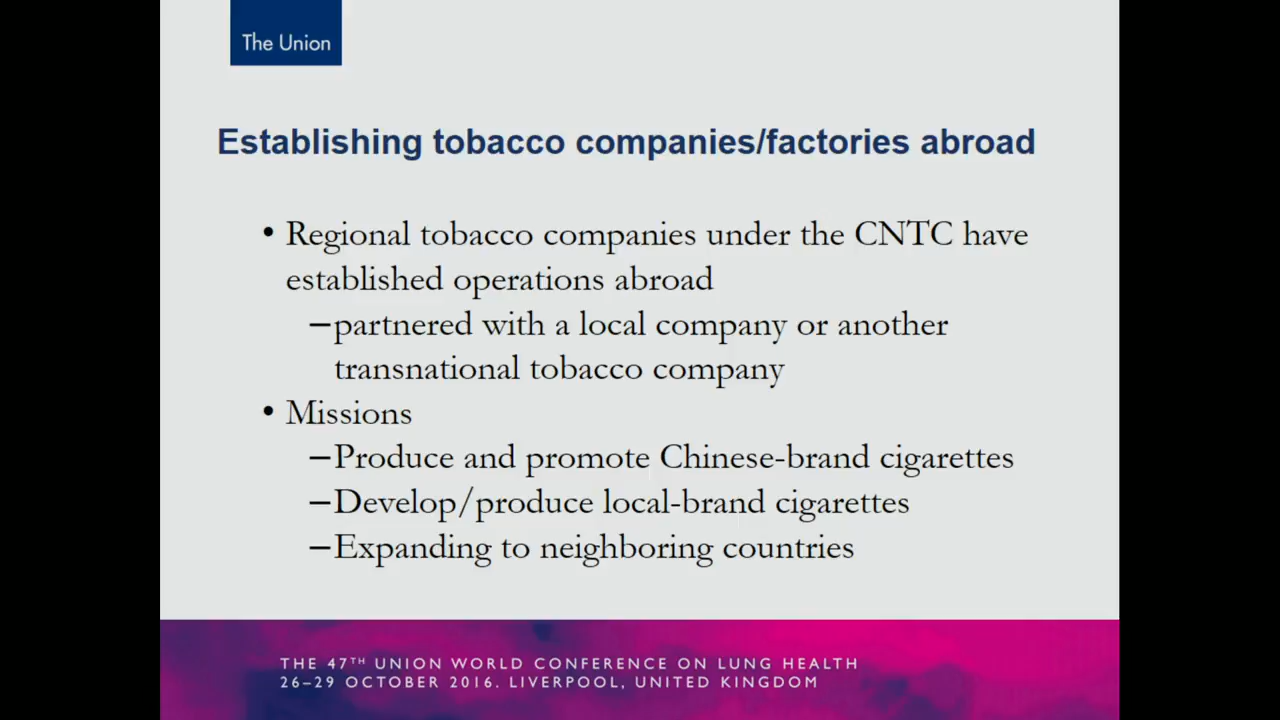 The Union
Establishing tobacco companies/factories abroad
• Regional tobacco companies under the CNTC have
established operations abroad
–partnered with a local company or another
transnational tobacco company
• Missions
–Produce and promote Chinese-brand cigarettes
–Develop/produce local-brand cigarettes
–Expanding to neighboring countries
THE 47TH UNION WORLD CONFERENCE ON LUNG HEALTH
26–29 OCTOBER 2016. LIVERPOOL, UNITED KINGDOM